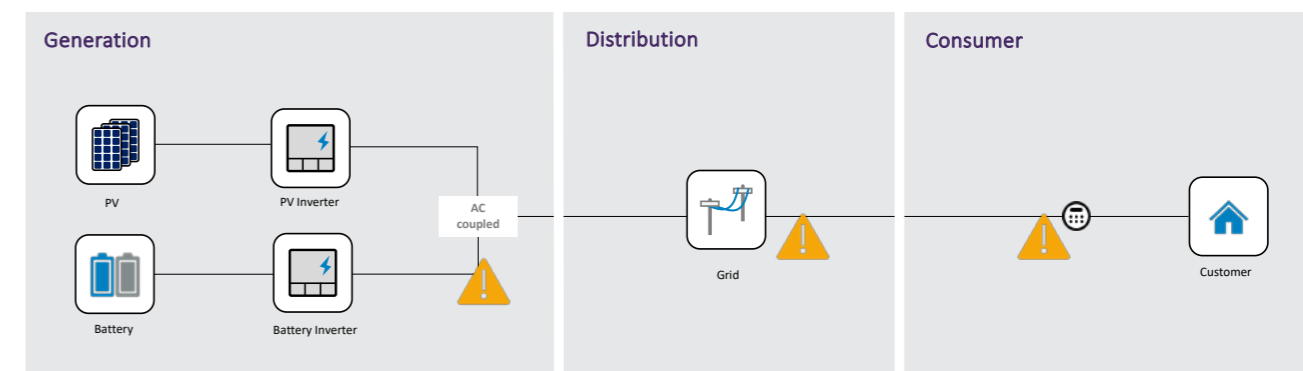 Generation
Distribution
Consumer
PV
PV Inverter
AC
coupled
Battery
Battery Inverter
Grid
Customer